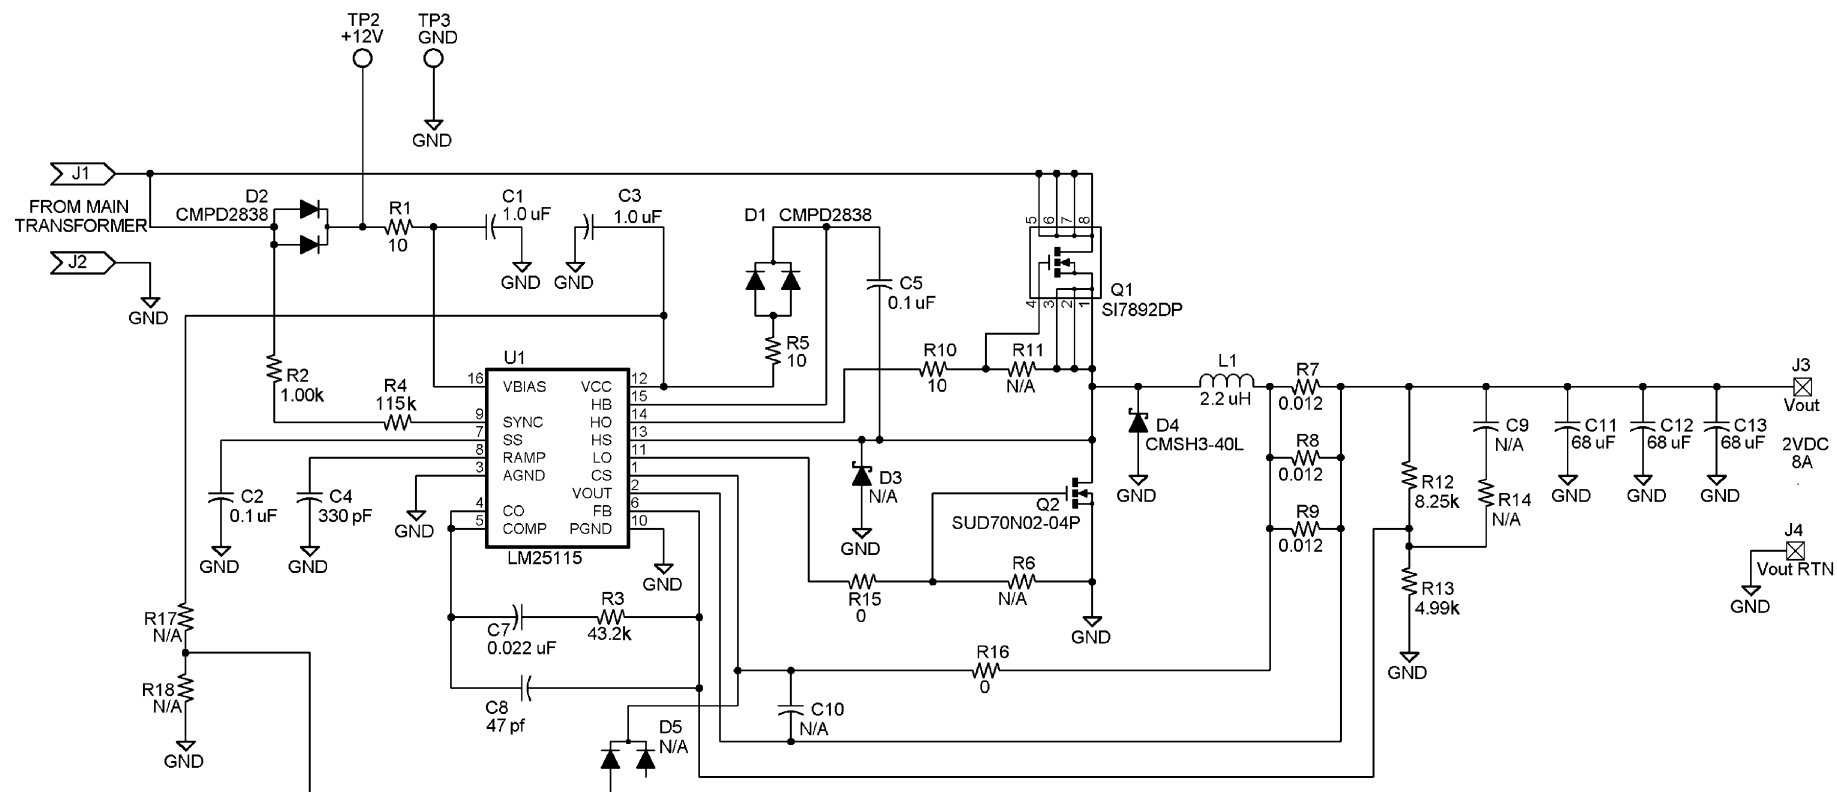 TP2
+12V
TP3
GND
GND
J1
FROM MAIN
TRANSFORMER
J2
GND
D2
CMPD2838
R1
10
C1
1.0 uF
GND
C3
1.0 uF
GND
D1 CMPD2838
C5
0.1 uF
R5
10
5 6 7 8
4 3 2 1
Q1
SI7892DP
R2
1.00k
R4
115k
U1
16 VBIAS
9 SYNC
7 SS
8 RAMP
3 AGND
4 CO
5 COMP
VCC 12
HB 15
HO 14
HS 13
LO 11
CS 1
VOUT 2
FB 6
PGND 10
LM25115
GND
GND
C2
0.1 uF
GND
C4
330 pF
GND
R10
10
R11
N/A
D3
N/A
GND
L1
2.2 uH
D4
CMSH3-40L
GND
R7
0.012
R8
0.012
R9
0.012
Q2
SUD70N02-04P
R15
0
R6
N/A
GND
R12
8.25k
C9
N/A
R14
N/A
R13
4.99k
GND
C11
68 uF
GND
C12
68 uF
GND
C13
68 uF
GND
J3
Vout
2VDC
8A
J4
Vout RTN
GND
R17
N/A
R18
N/A
GND
C7
0.022 uF
R3
43.2k
C8
47 pf
D5
N/A
R16
0
C10
N/A